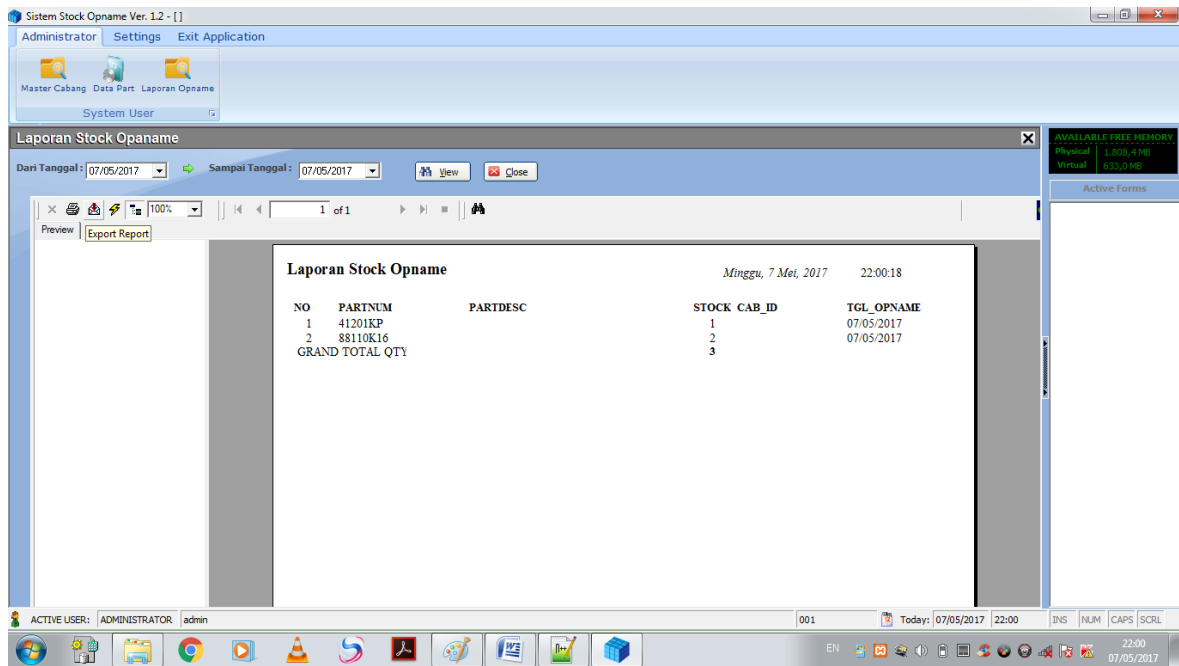 Sistem Stock Opname Ver. 1.2 - [ ]
Administrator Settings Exit Application
Master Cabang Data Part Laporan Opname
System User
Laporan Stock Opaname
AVAILABLE FREE MEMORY
Physical 1.808,4 MB
Virtual 633,0 MB
Active Forms
Dari Tanggal : 07/05/2017 Sampai Tanggal : 07/05/2017 View Close
100% 1 of 1
Preview Export Report
Laporan Stock Opname Minggu, 7 Mei, 2017 22:00:18
NO PARTNUM PARTDESC STOCK CAB_ID TGL_OPNAME
1 41201KP 1 07/05/2017
2 88110K16 2 07/05/2017
GRAND TOTAL QTY 3
ACTIVE USER: ADMINISTRATOR admin 001 Today: 07/05/2017 22:00 INS NUM CAPS SCRL
EN 22:00
07/05/2017